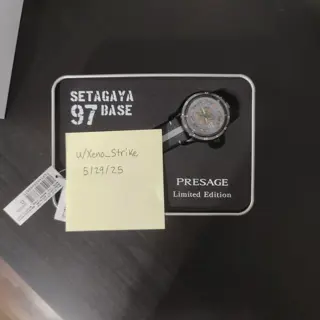 SETAGAYA
97 BASE
u/Xeno_Strike
5/29/25
PRESAGE
Limited Edition